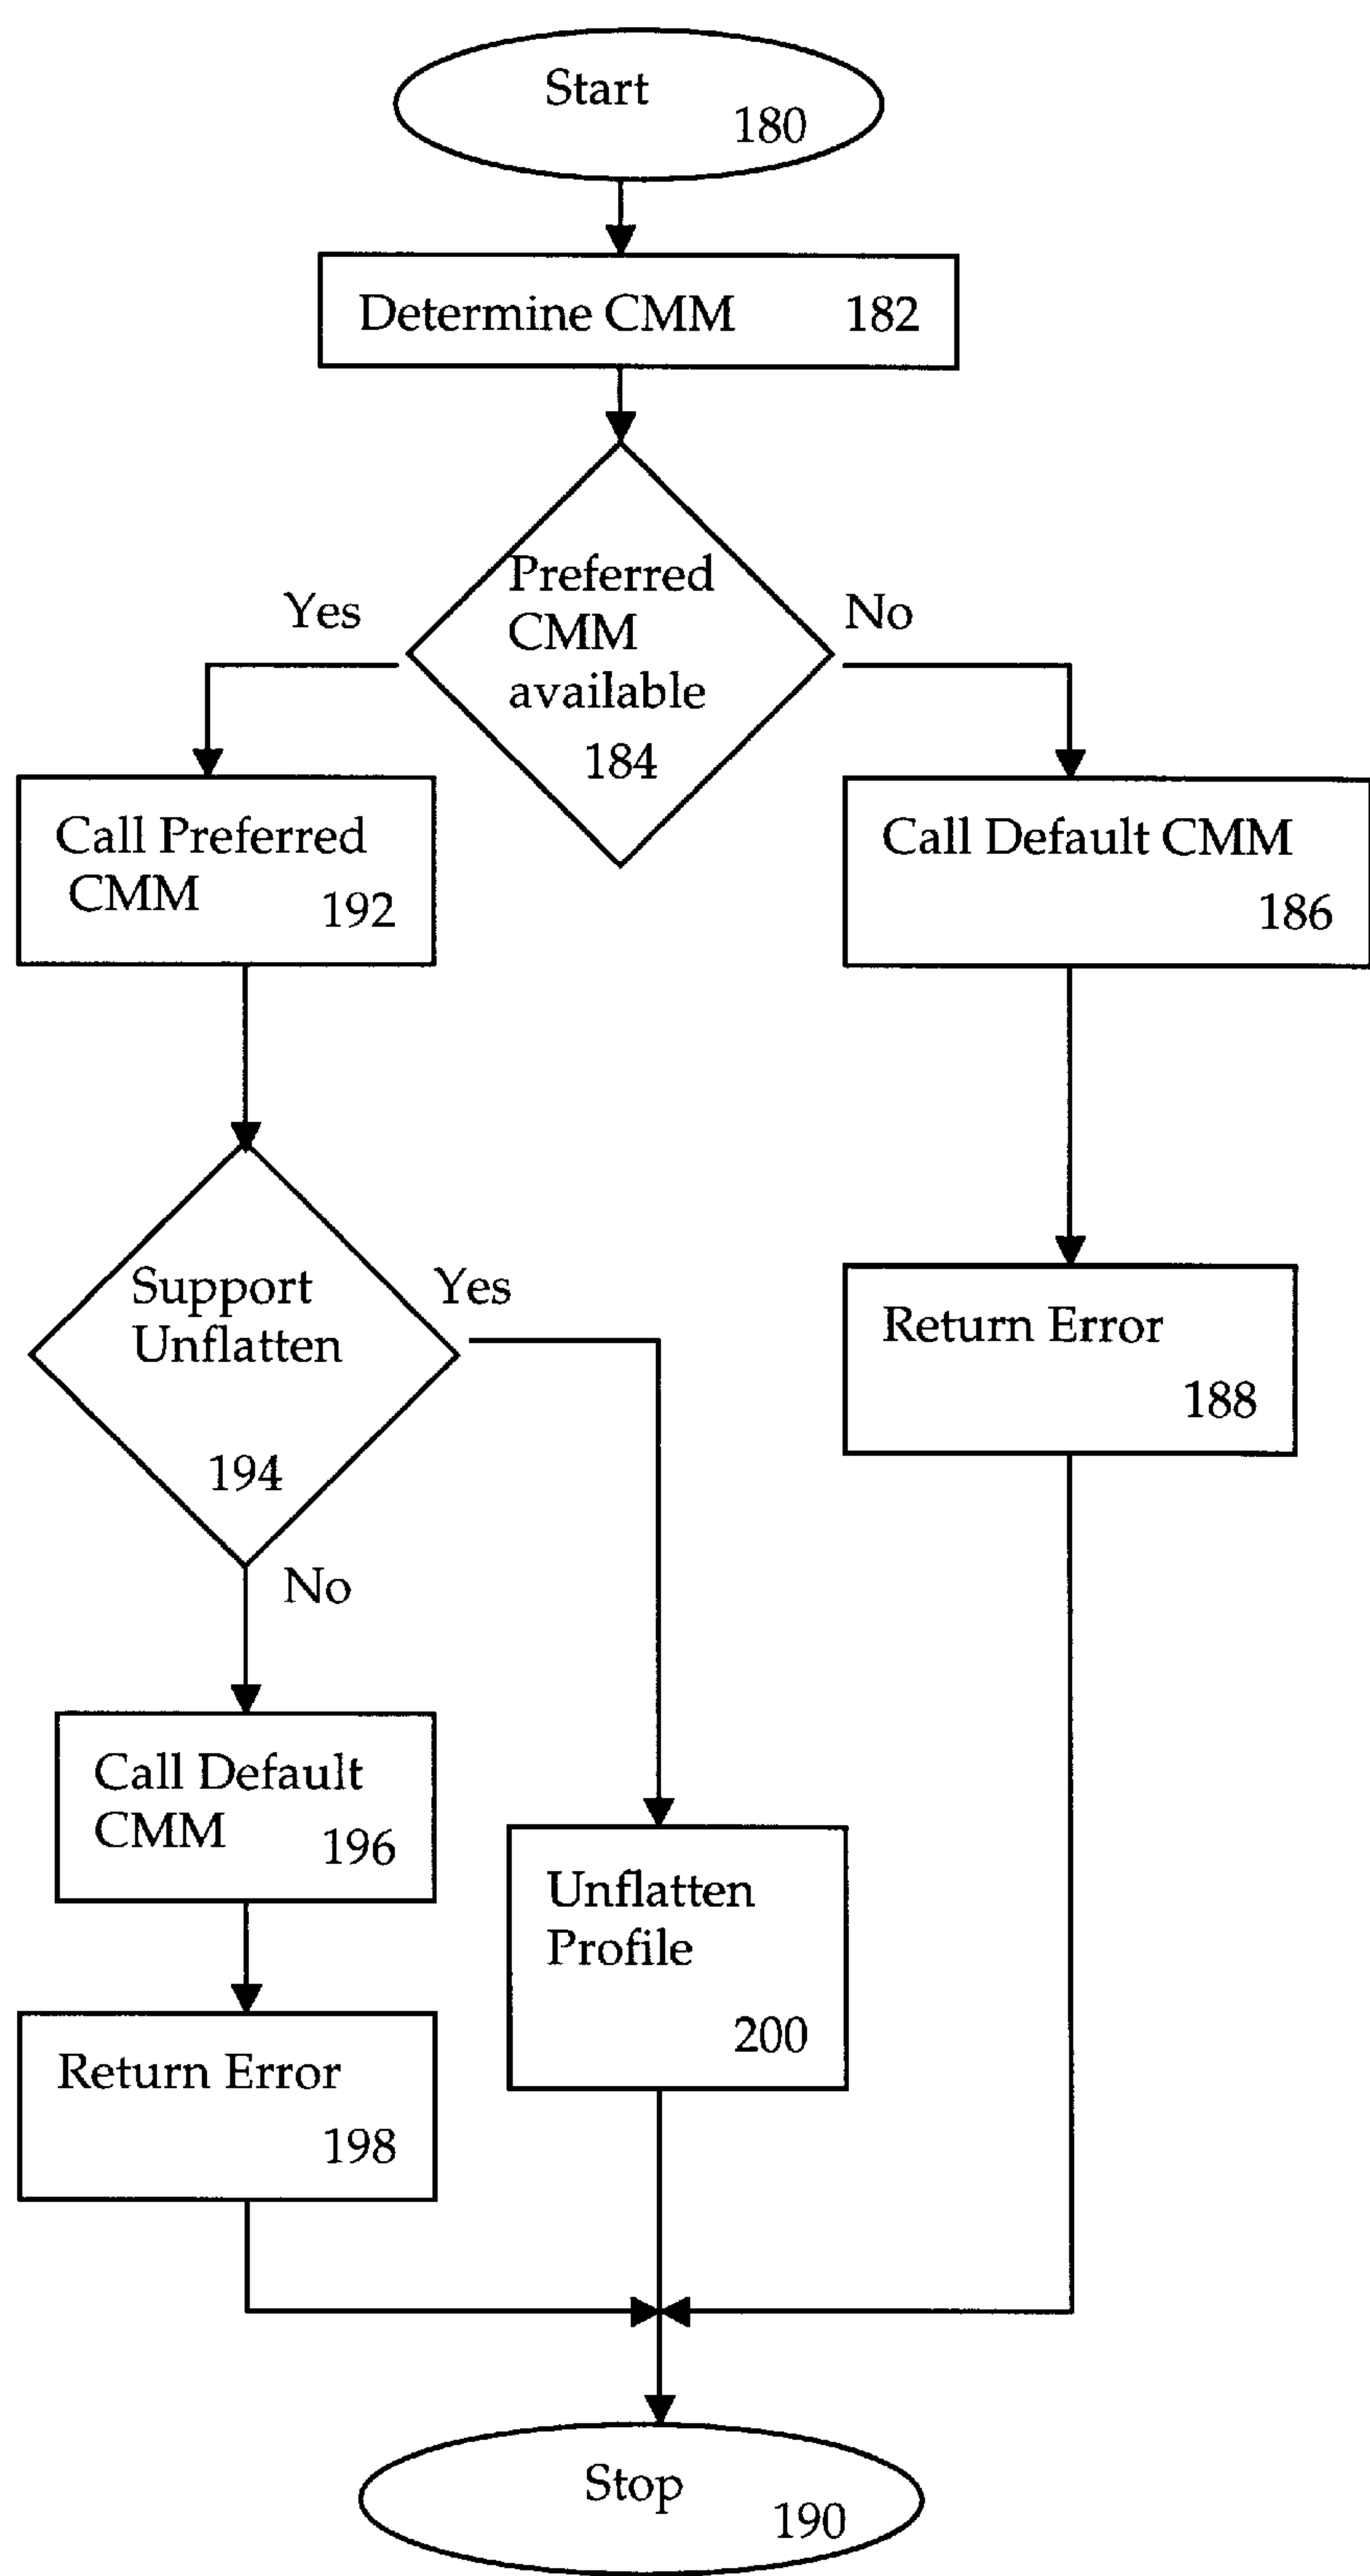 Start
180
Determine CMM 182
Preferred
CMM
available
184
Yes
No
Call Preferred
CMM 192
Call Default CMM
186
Support
Unflatten
194
Yes
No
Return Error
188
Call Default
CMM 196
Unflatten
Profile
200
Return Error
198
Stop
190